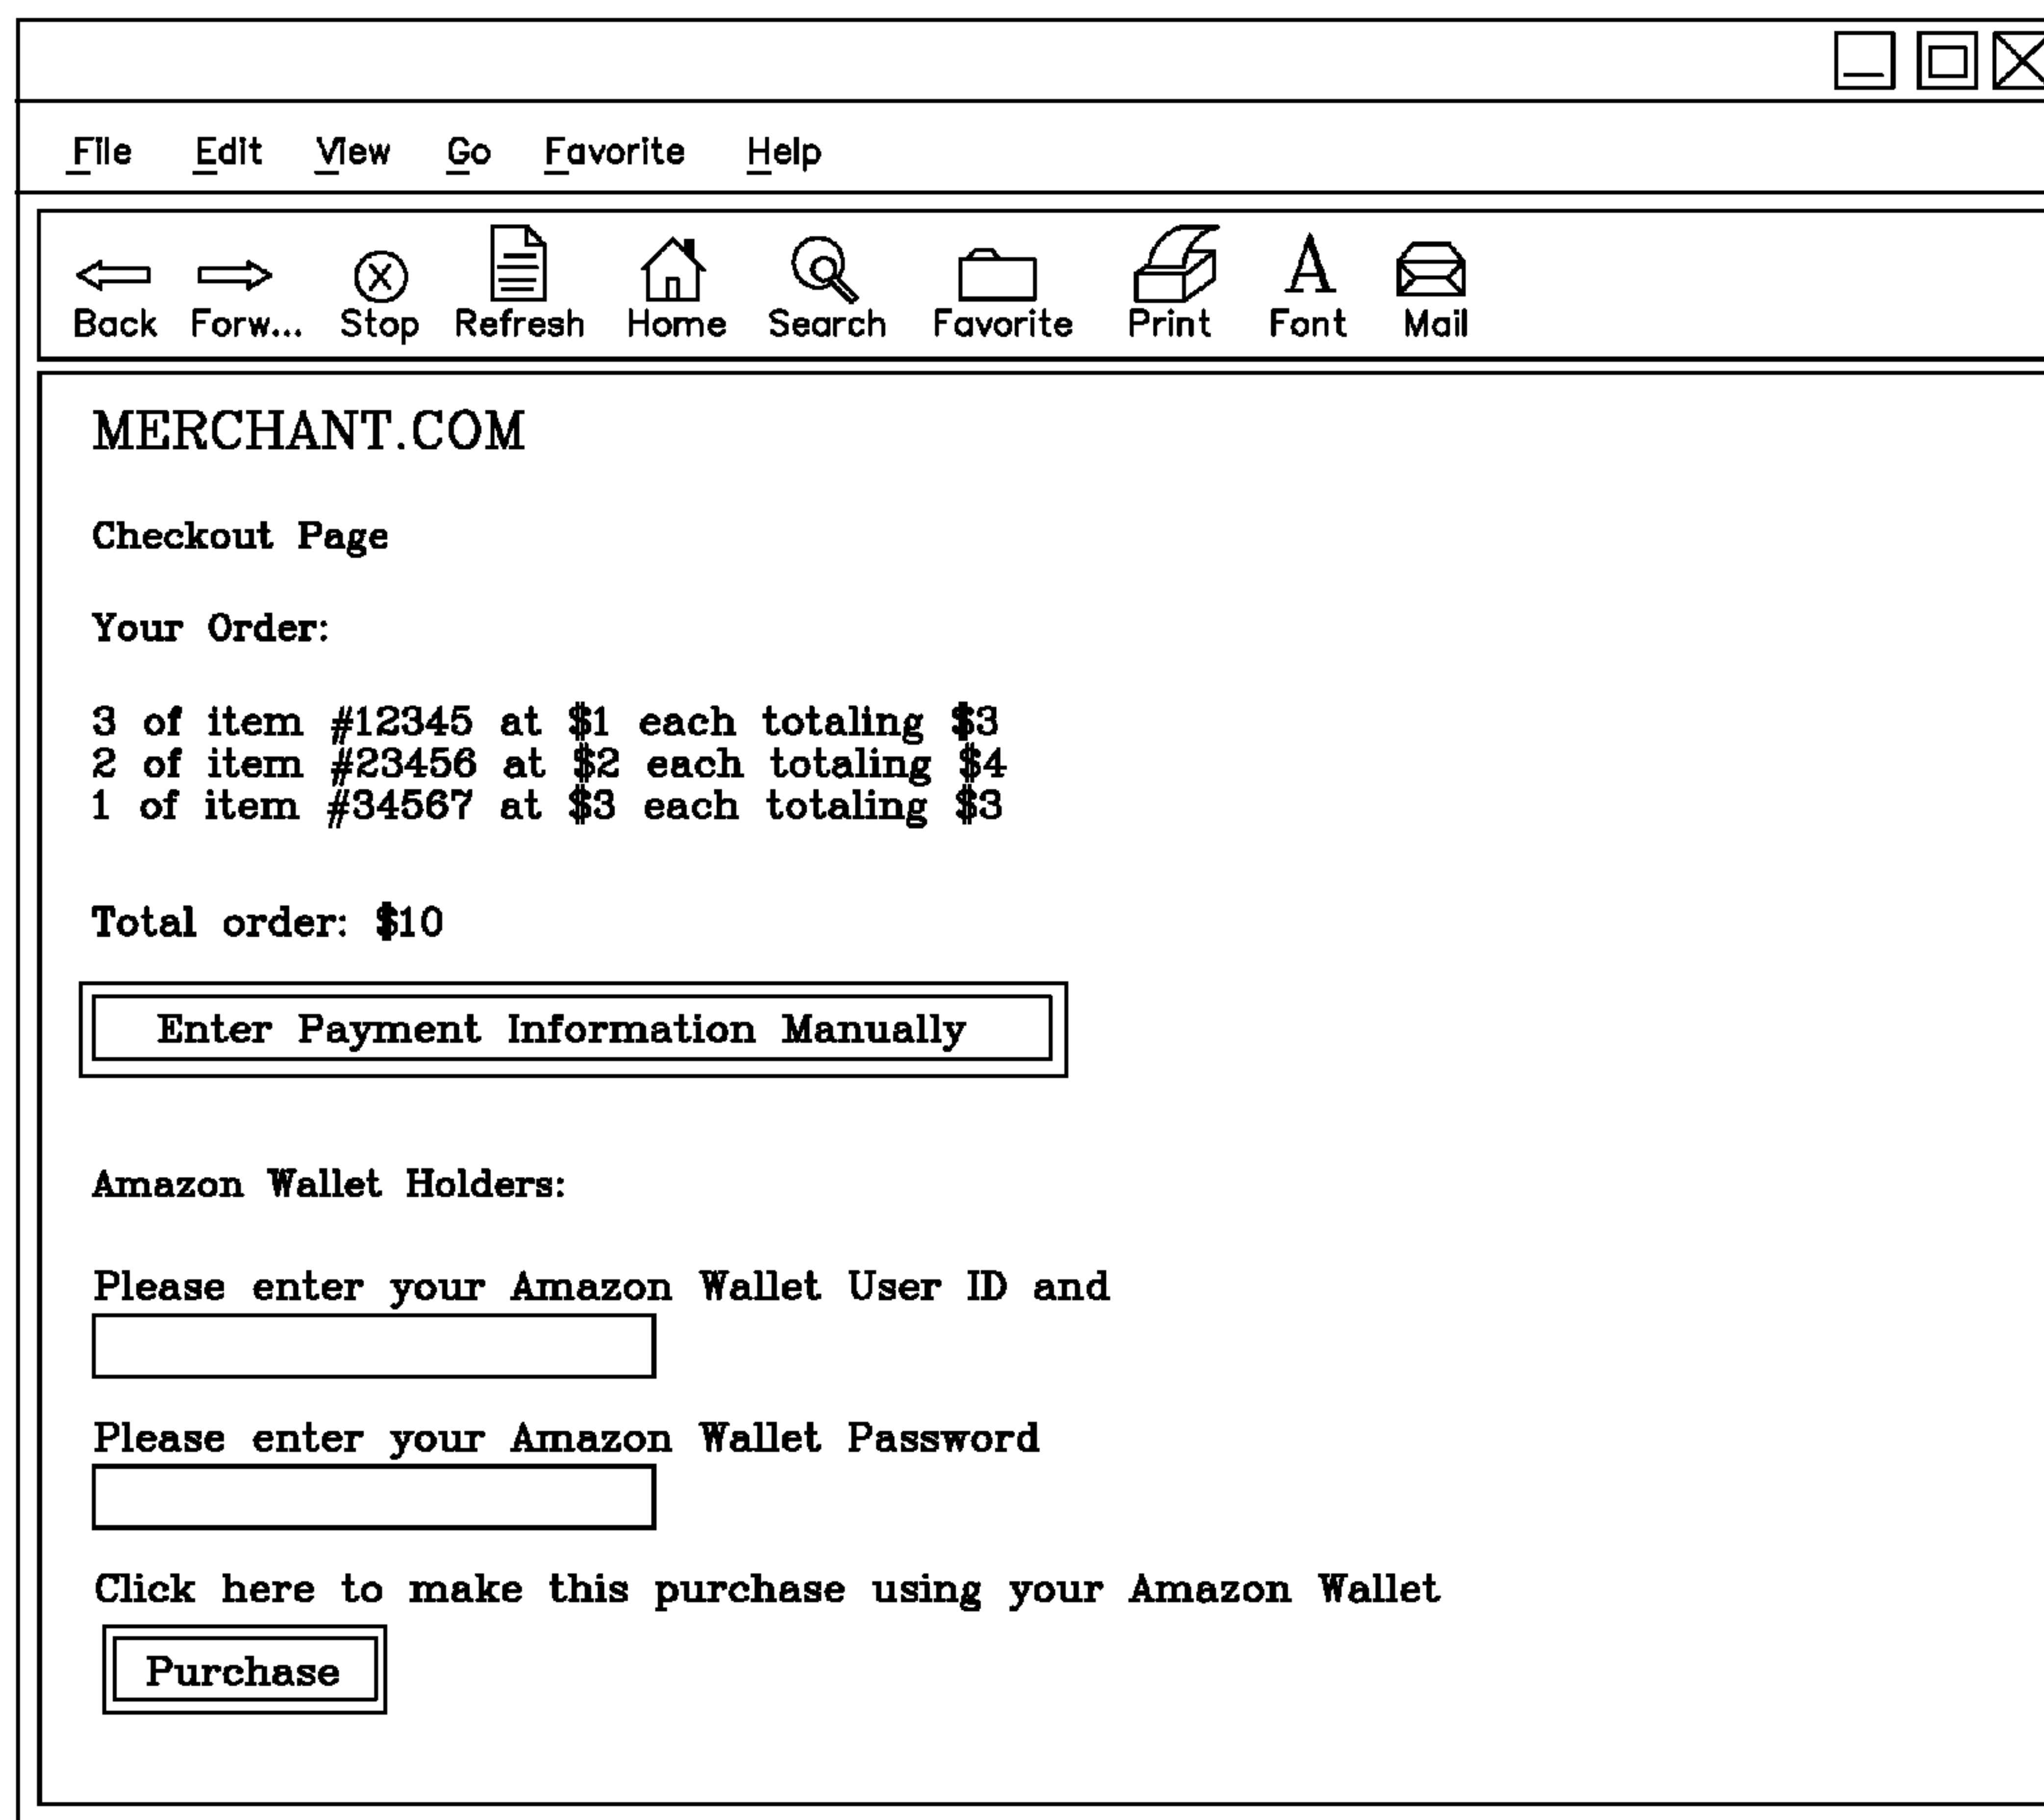 File Edit View Go Favorite Help
Back Forw... Stop Refresh Home Search Favorite Print Font Mail
MERCHANT.COM
Checkout Page
Your Order:
3 of item #12345 at $1 each totaling $3
2 of item #23456 at $2 each totaling $4
1 of item #34567 at $3 each totaling $3
Total order: $10
Enter Payment Information Manually
Amazon Wallet Holders:
Please enter your Amazon Wallet User ID and
Please enter your Amazon Wallet Password
Click here to make this purchase using your Amazon Wallet
Purchase